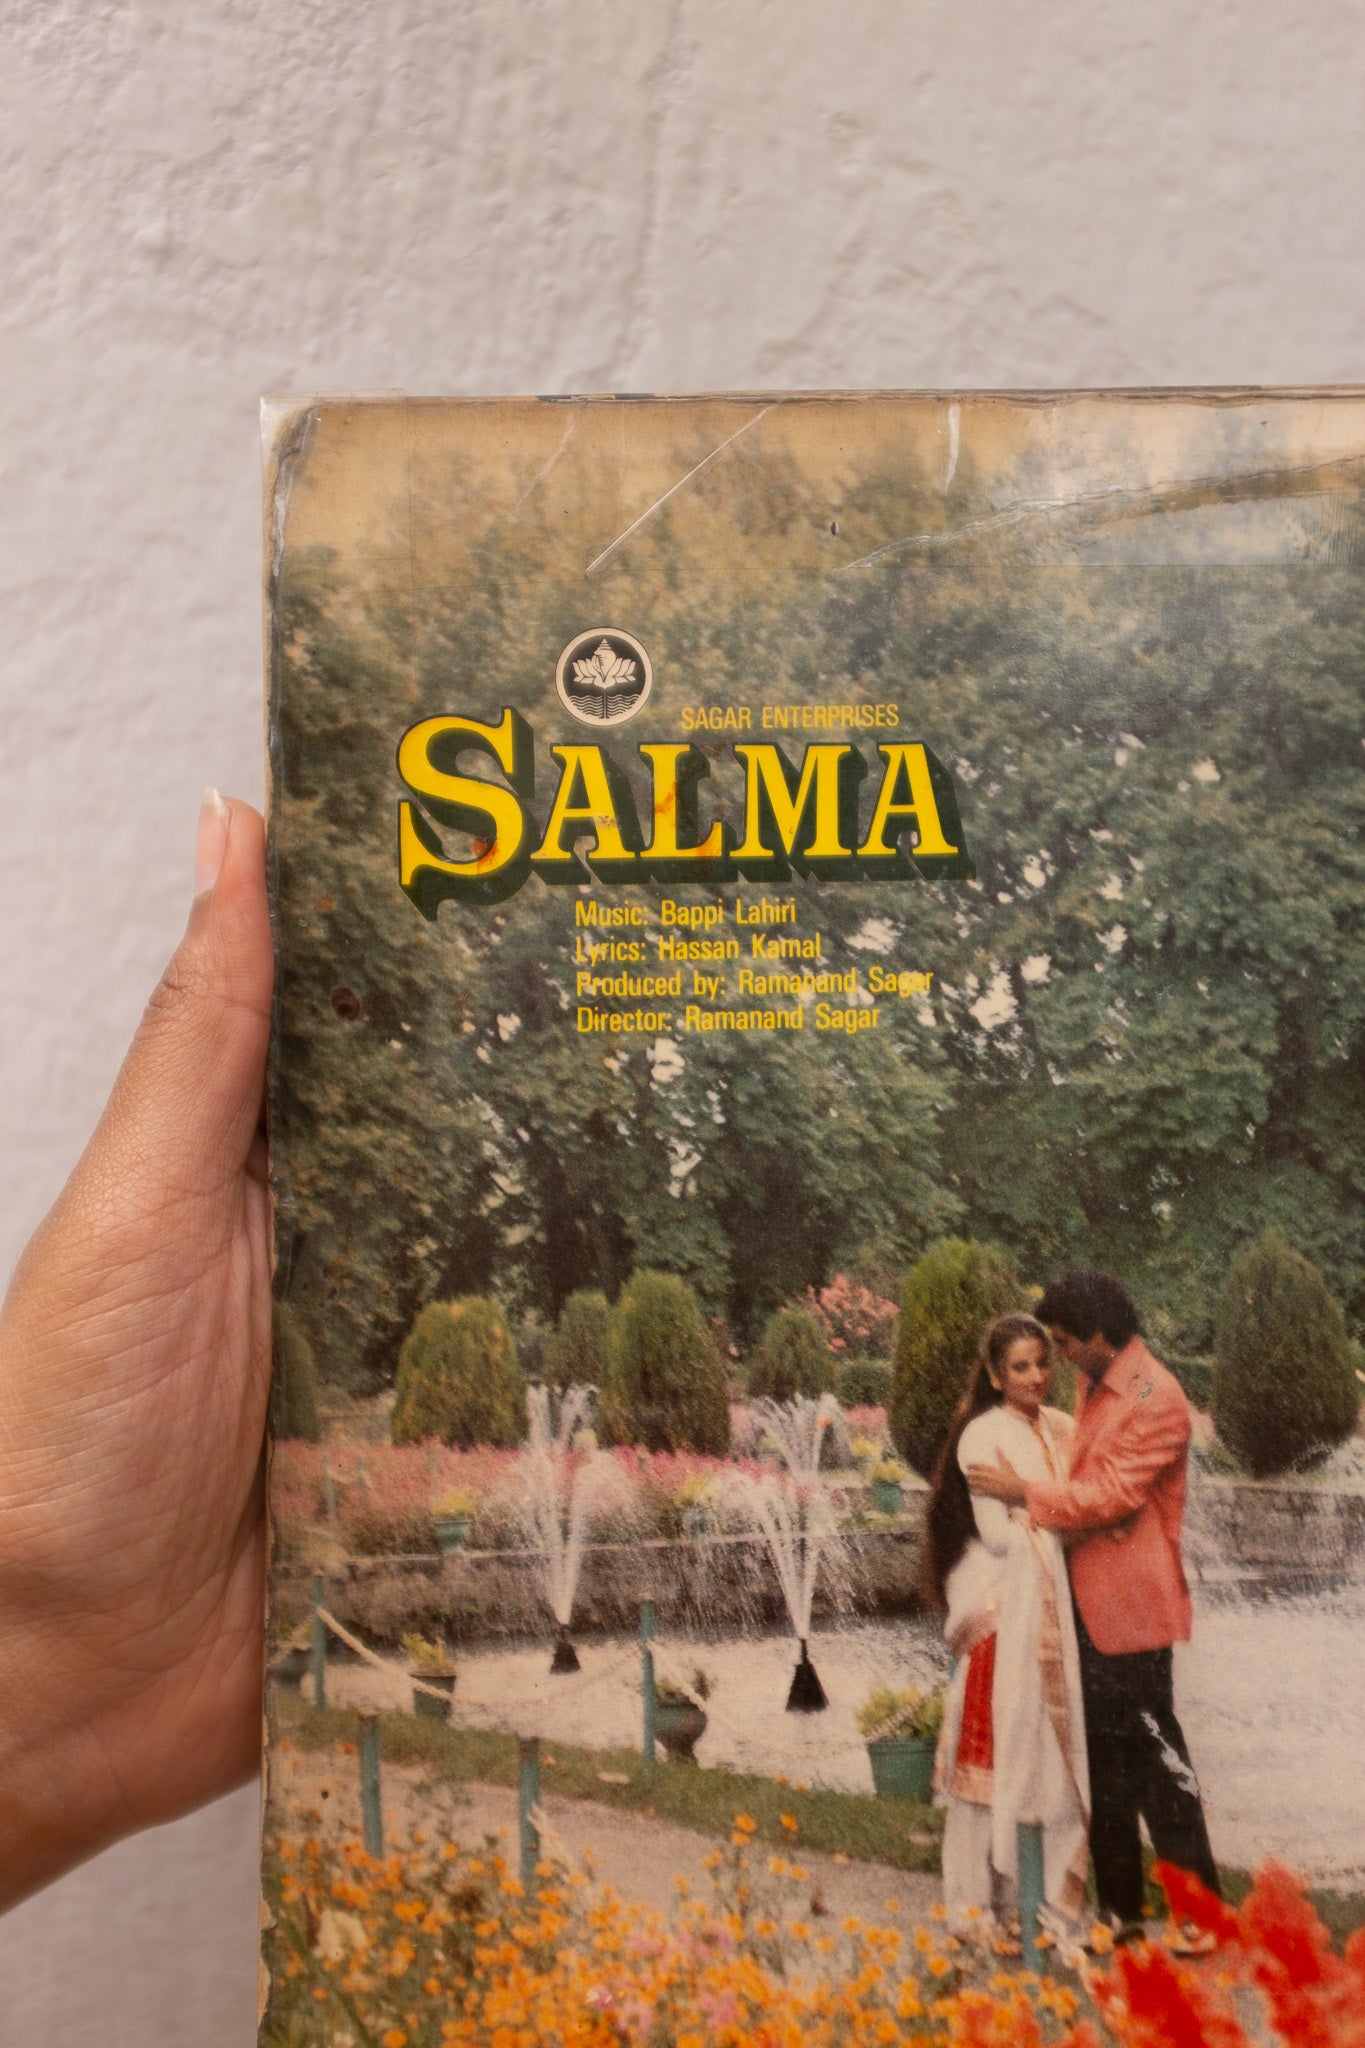 SAGAR ENTERPRISES
SALMA
Music: Bappi Lahiri
Lyrics: Hassan Kamal
Produced by: Ramanand Sagar
Director: Ramanand Sagar